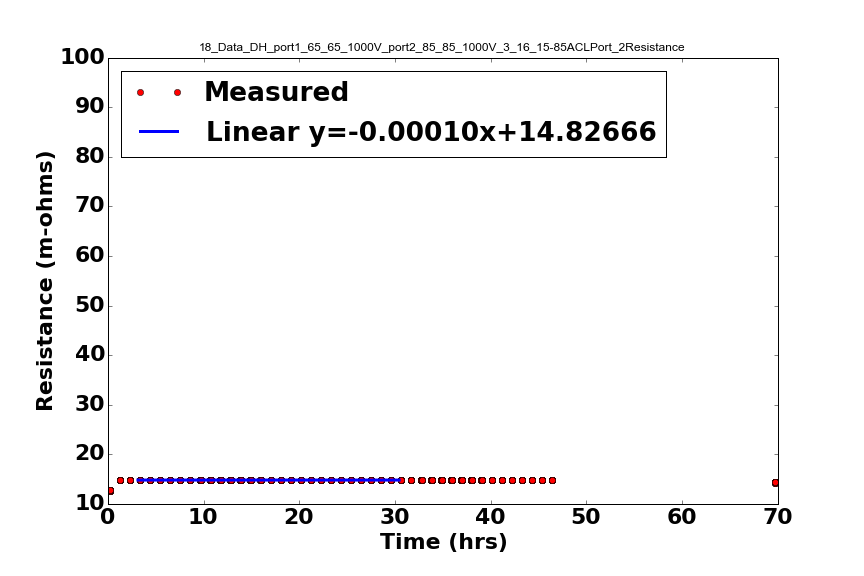 18_Data_DH_port1_65_65_1000V_port2_85_85_1000V_3_16_15-85ACLPort_2Resistance
100
90
80
70
60
50
40
30
20
10
Measured
Linear y=-0.00010x+14.82666
Resistance (m-ohms)
0 10 20 30 40 50 60 70
Time (hrs)